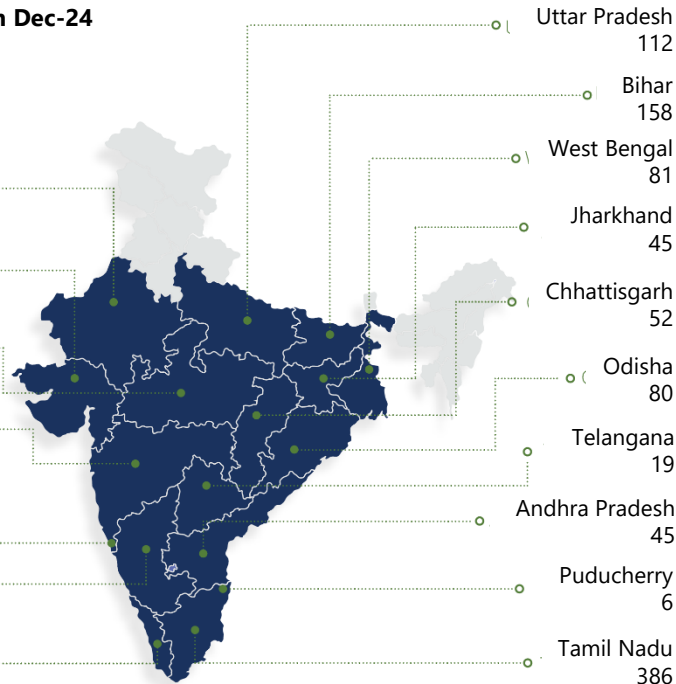 Dec-24
Uttar Pradesh
112
Bihar
158
West Bengal
81
Jharkhand
45
Chhattisgarh
52
Odisha
80
Telangana
19
Andhra Pradesh
45
Puducherry
6
Tamil Nadu
386